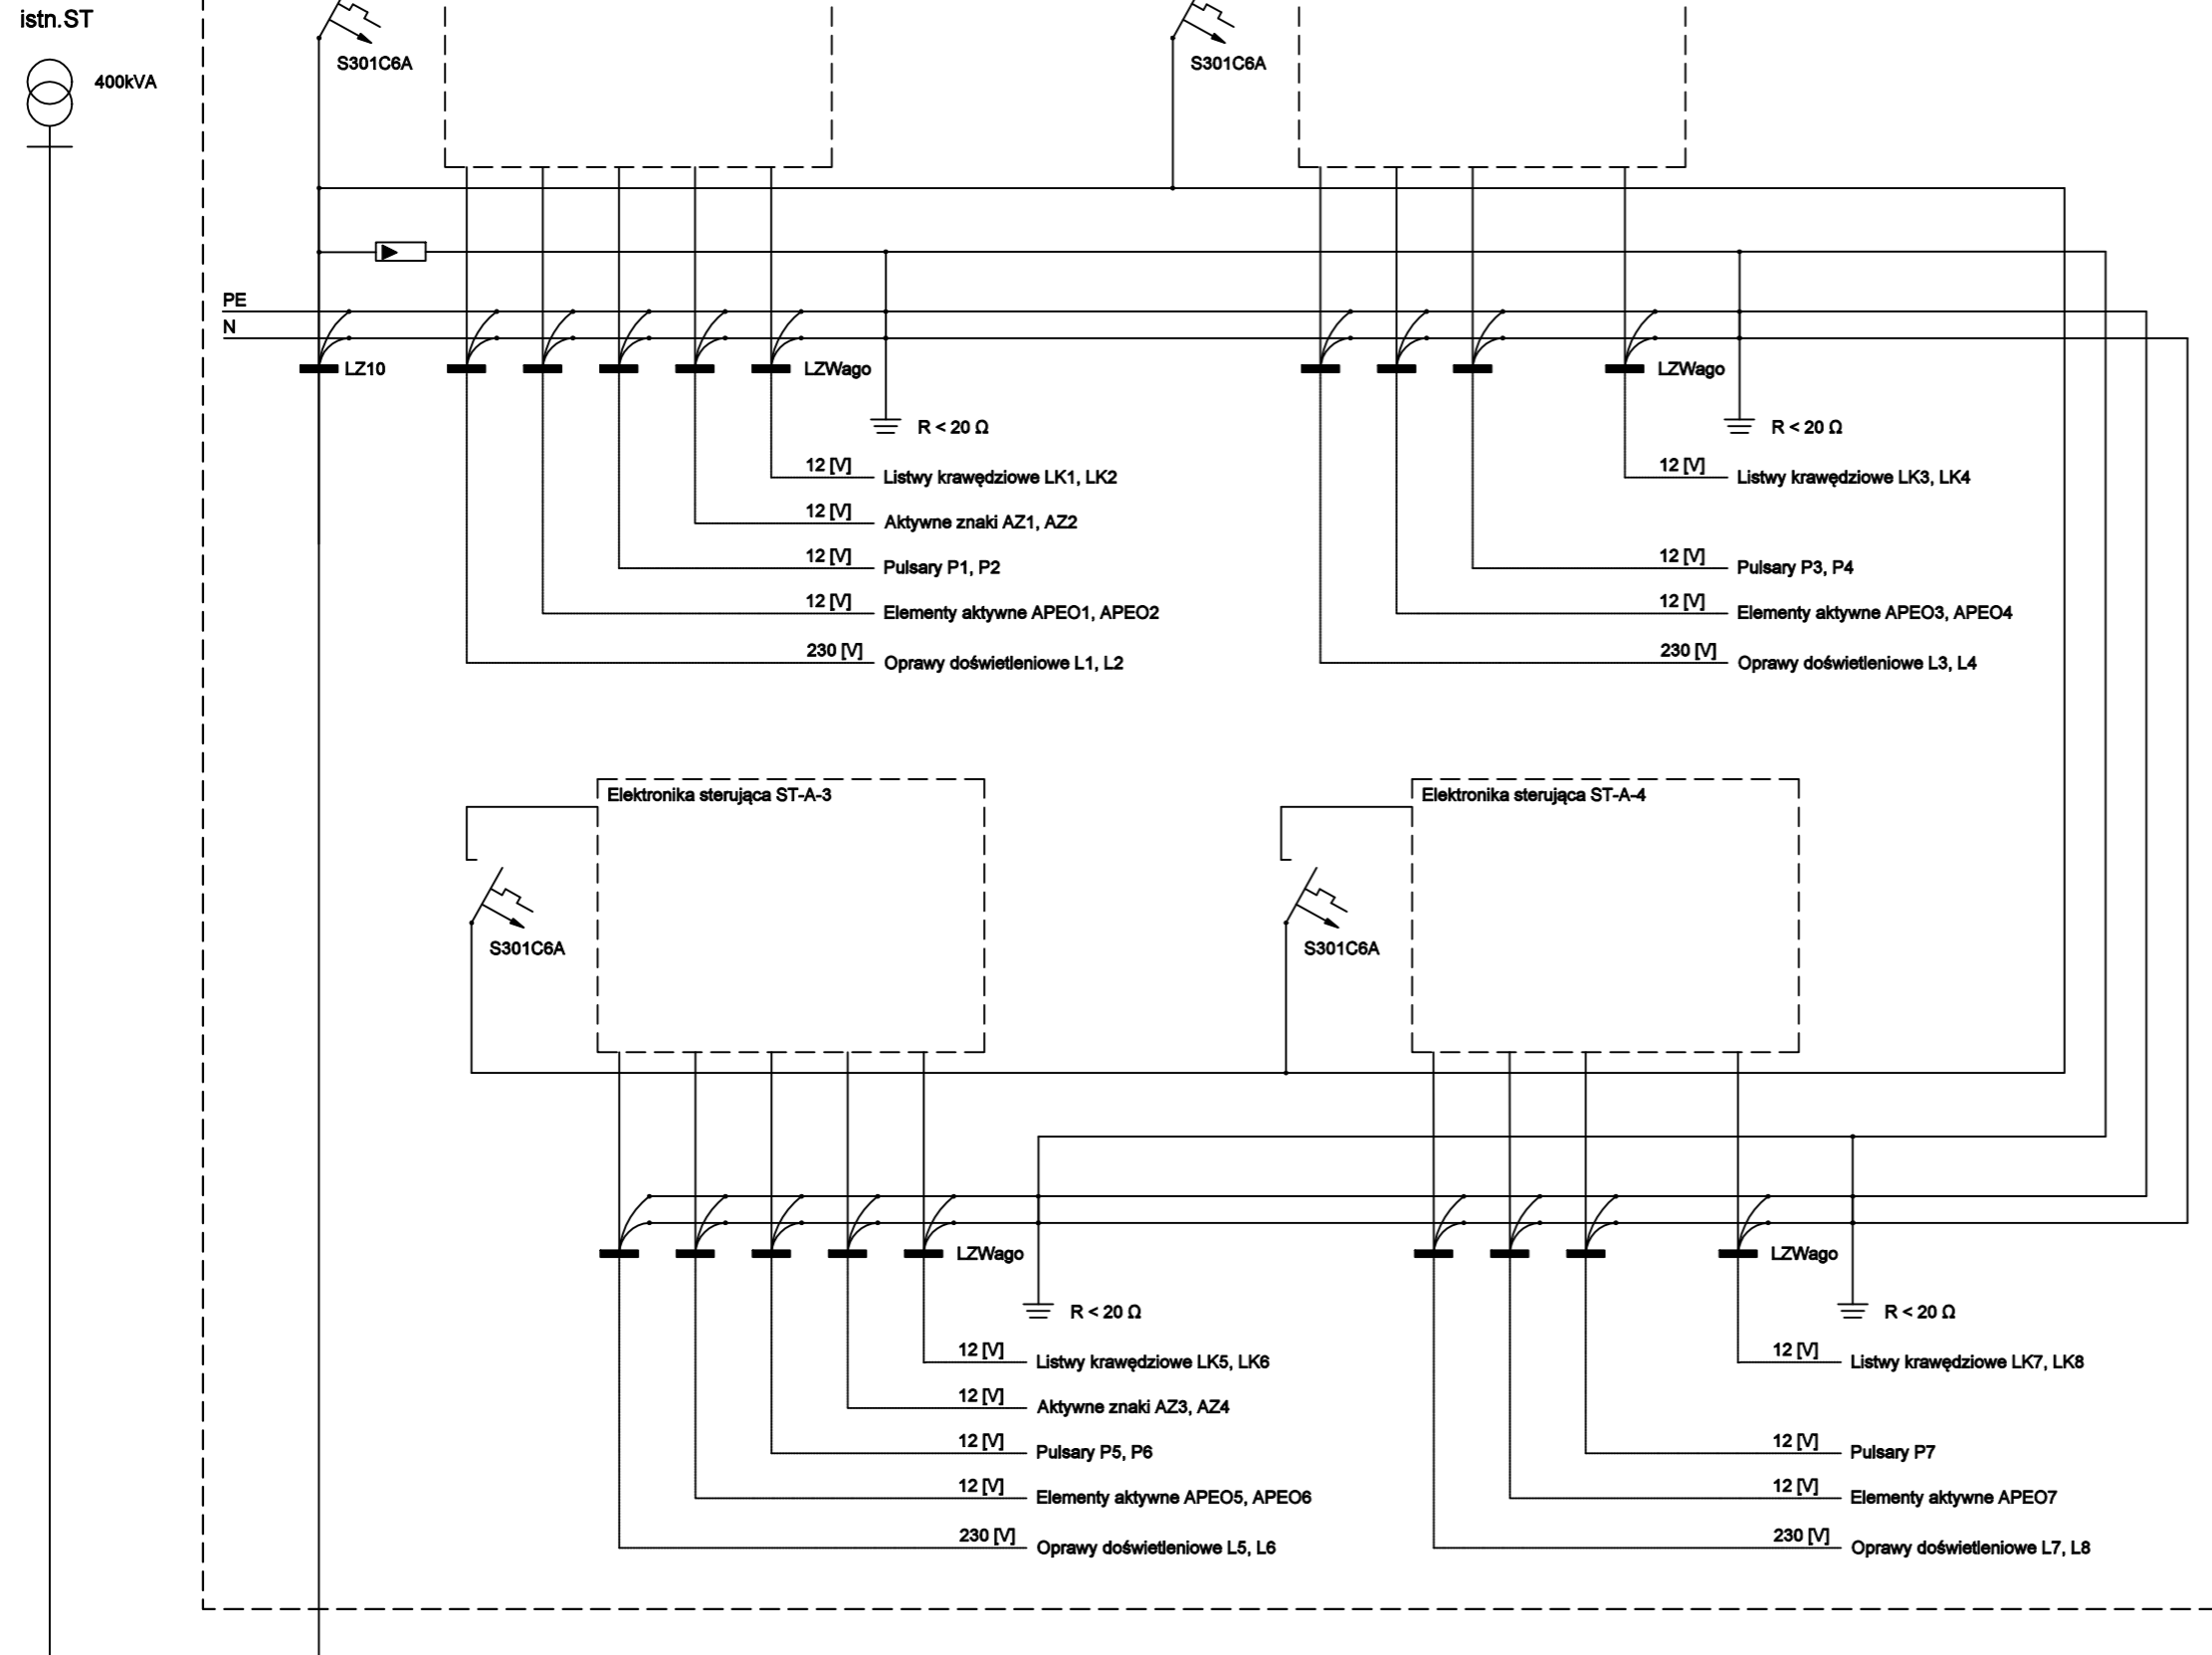 istn.ST
400kVA
S301C6A
S301C6A
PE
N
LZ10
LZWago
LZWago
R < 20 Ω
R < 20 Ω
12 [V]
Listwy krawędziowe LK1, LK2
12 [V]
Aktywne znaki AZ1, AZ2
12 [V]
Pulsary P1, P2
12 [V]
Elementy aktywne APEO1, APEO2
230 [V]
Oprawy doświetleniowe L1, L2
12 [V]
Listwy krawędziowe LK3, LK4
12 [V]
Pulsary P3, P4
12 [V]
Elementy aktywne APEO3, APEO4
230 [V]
Oprawy doświetleniowe L3, L4
Elektronika sterująca ST-A-3
S301C6A
Elektronika sterująca ST-A-4
S301C6A
LZWago
R < 20 Ω
12 [V]
Listwy krawędziowe LK5, LK6
12 [V]
Aktywne znaki AZ3, AZ4
12 [V]
Pulsary P5, P6
12 [V]
Elementy aktywne APEO5, APEO6
230 [V]
Oprawy doświetleniowe L5, L6
LZWago
R < 20 Ω
12 [V]
Listwy krawędziowe LK7, LK8
12 [V]
Pulsary P7
12 [V]
Elementy aktywne APEO7
230 [V]
Oprawy doświetleniowe L7, L8